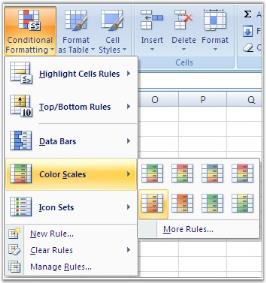 Conditional Formatting
Format as Table
Cell Styles
Insert
Delete
Format
Σ A
F
Cells
Highlight Cells Rules
Top/Bottom Rules
O P Q
Data Bars
Color Scales
Icon Sets
More Rules...
New Rule...
Clear Rules
Manage Rules...